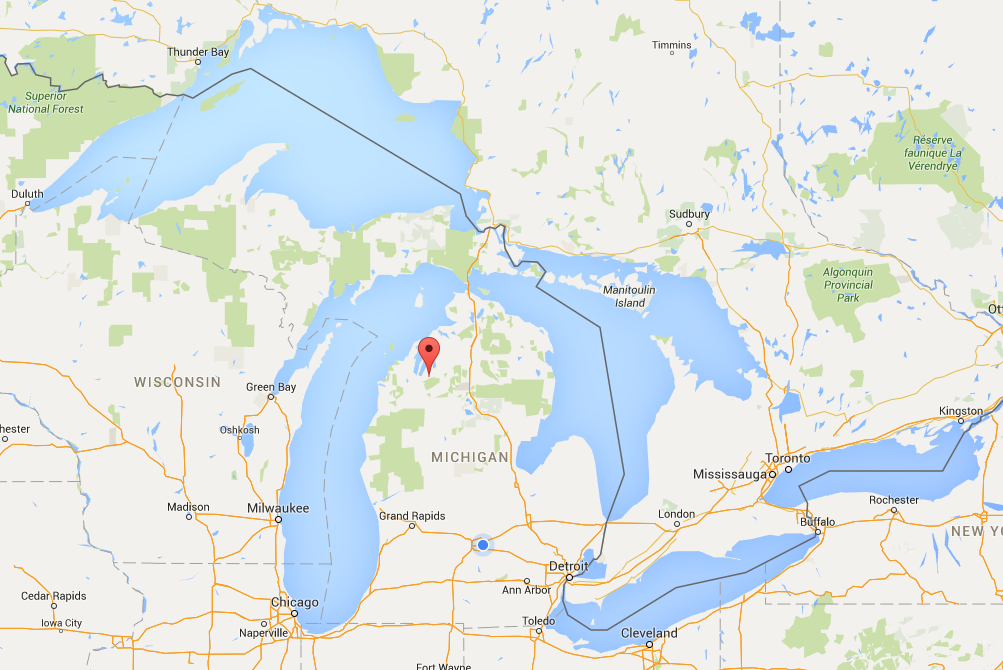 Thunder Bay
Timmins
Superior
National Forest
Réserve
faunique La
Vérendrye
Duluth
Sudbury
Algonquin
Provincial
Park
Manitoulin
Island
Ott
WISCONSIN
Green Bay
Kingston
Oshkosh
hester
MICHIGAN
Toronto
Mississauga
Madison
Milwaukee
Grand Rapids
London
Rochester
Buffalo
NEW YO
Detroit
Ann Arbor
Cedar Rapids
Chicago
Iowa City
Naperville
Toledo
Cleveland
Fort Wayne